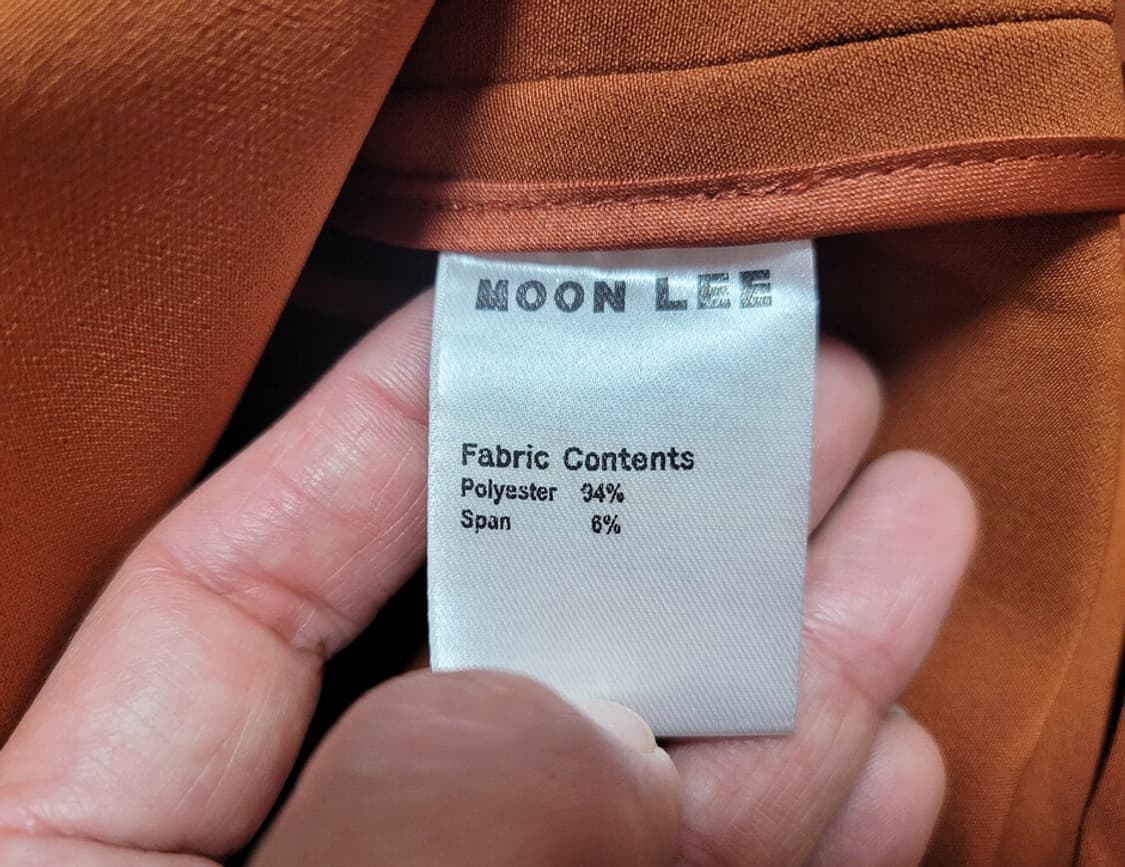 MOON LEE
Fabric Contents
Polyester 94%
Span 6%